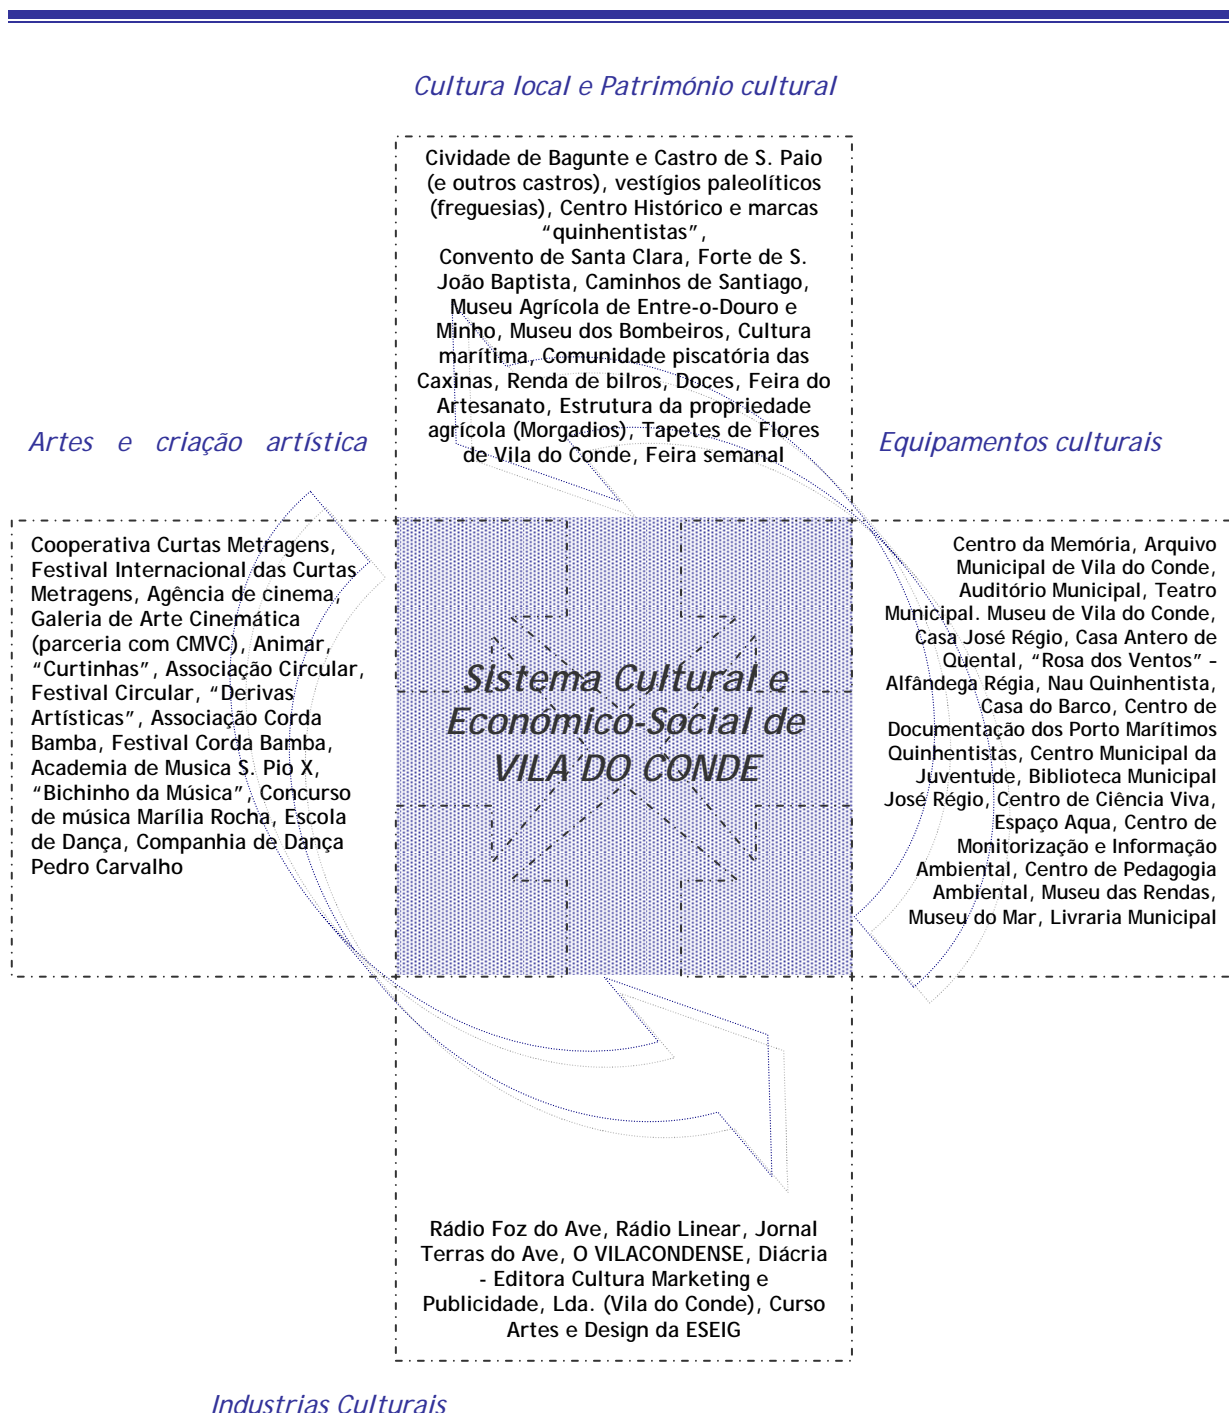 Cultura local e Património cultural
Cividade de Bagunte e Castro de S. Paio
(e outros castros), vestígios paleolíticos
(freguesias), Centro Histórico e marcas
“quinhentistas”,
Convento de Santa Clara, Forte de S.
João Baptista, Caminhos de Santiago,
Museu Agrícola de Entre-o-Douro e
Minho, Museu dos Bombeiros, Cultura
marítima, Comunidade piscatória das
Caxinas, Renda de bilros, Doces, Feira do
Artesanato, Estrutura da propriedade
agrícola (Morgadios), Tapetes de Flores
de Vila do Conde, Feira semanal
Artes e criação artística
Cooperativa Curtas Metragens,
Festival Internacional das Curtas
Metragens, Agência de cinema,
Galeria de Arte Cinemática
(parceria com CMVC), Animar,
“Curtinhas”, Associação Circular,
Festival Circular, “Derivas
Artísticas”, Associação Corda
Bamba, Festival Corda Bamba,
Academia de Musica S. Pio X,
“Bichinho da Música”, Concurso
de música Marília Rocha, Escola
de Dança, Companhia de Dança
Pedro Carvalho
Sistema Cultural e
Económico-Social de
VILA DO CONDE
Equipamentos culturais
Centro da Memória, Arquivo
Municipal de Vila do Conde,
Auditório Municipal, Teatro
Municipal. Museu de Vila do Conde,
Casa José Régio, Casa Antero de
Quental, “Rosa dos Ventos” –
Alfândega Régia, Nau Quinhentista,
Casa do Barco, Centro de
Documentação dos Porto Marítimos
Quinhentistas, Centro Municipal da
Juventude, Biblioteca Municipal
José Régio, Centro de Ciência Viva,
Espaço Aqua, Centro de
Monitorização e Informação
Ambiental, Centro de Pedagogia
Ambiental, Museu das Rendas,
Museu do Mar, Livraria Municipal
Rádio Foz do Ave, Rádio Linear, Jornal
Terras do Ave, O VILACONDENSE, Diácria
- Editora Cultura Marketing e
Publicidade, Lda. (Vila do Conde), Curso
Artes e Design da ESEIG
Industrias Culturais